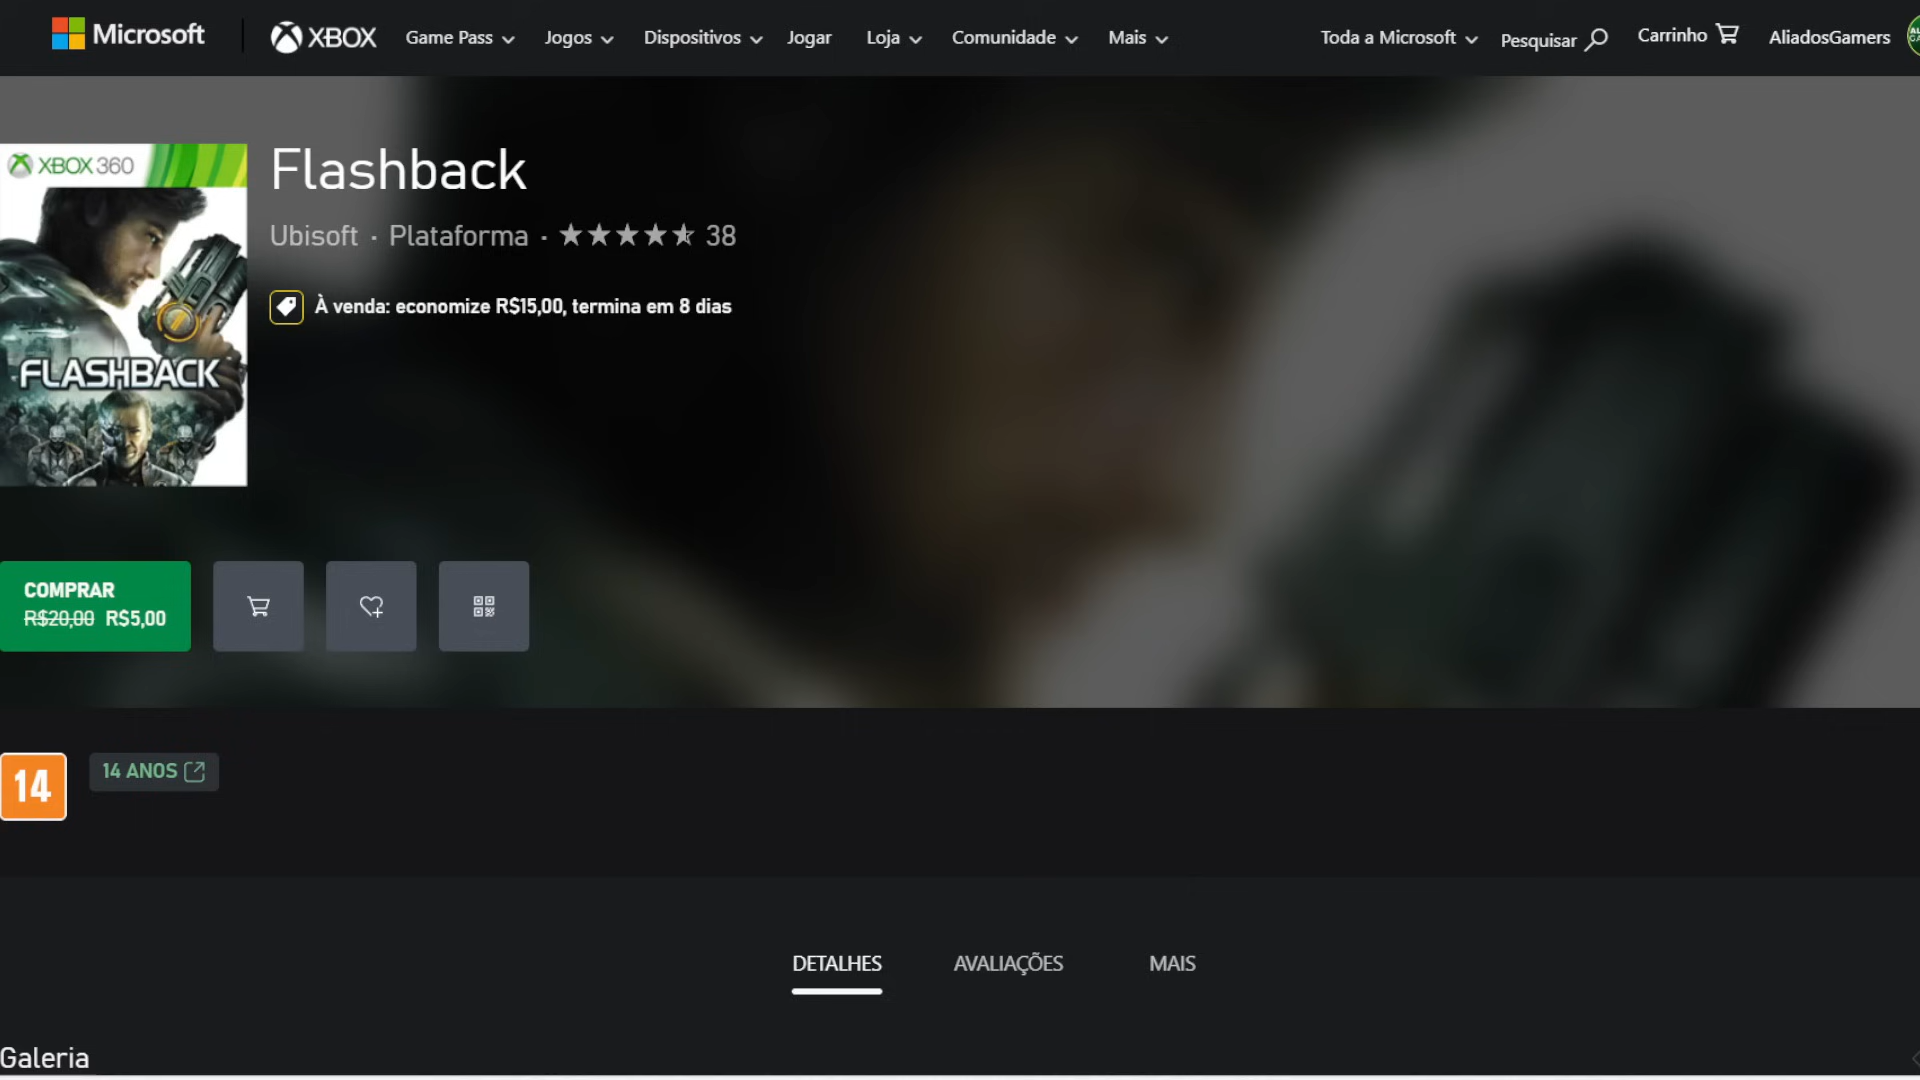 Microsoft
XBOX
Game Pass
Jogos
Dispositivos
Jogar
Loja
Comunidade
Mais
Toda a Microsoft
Pesquisar
Carrinho
AliadosGamers
XBOX 360
FLASHBACK
Flashback
Ubisoft · Plataforma · 38
À venda: economize R$15,00, termina em 8 dias
COMPRAR
R$20,00 R$5,00
14
14 ANOS
DETALHES
AVALIAÇÕES
MAIS
Galeria